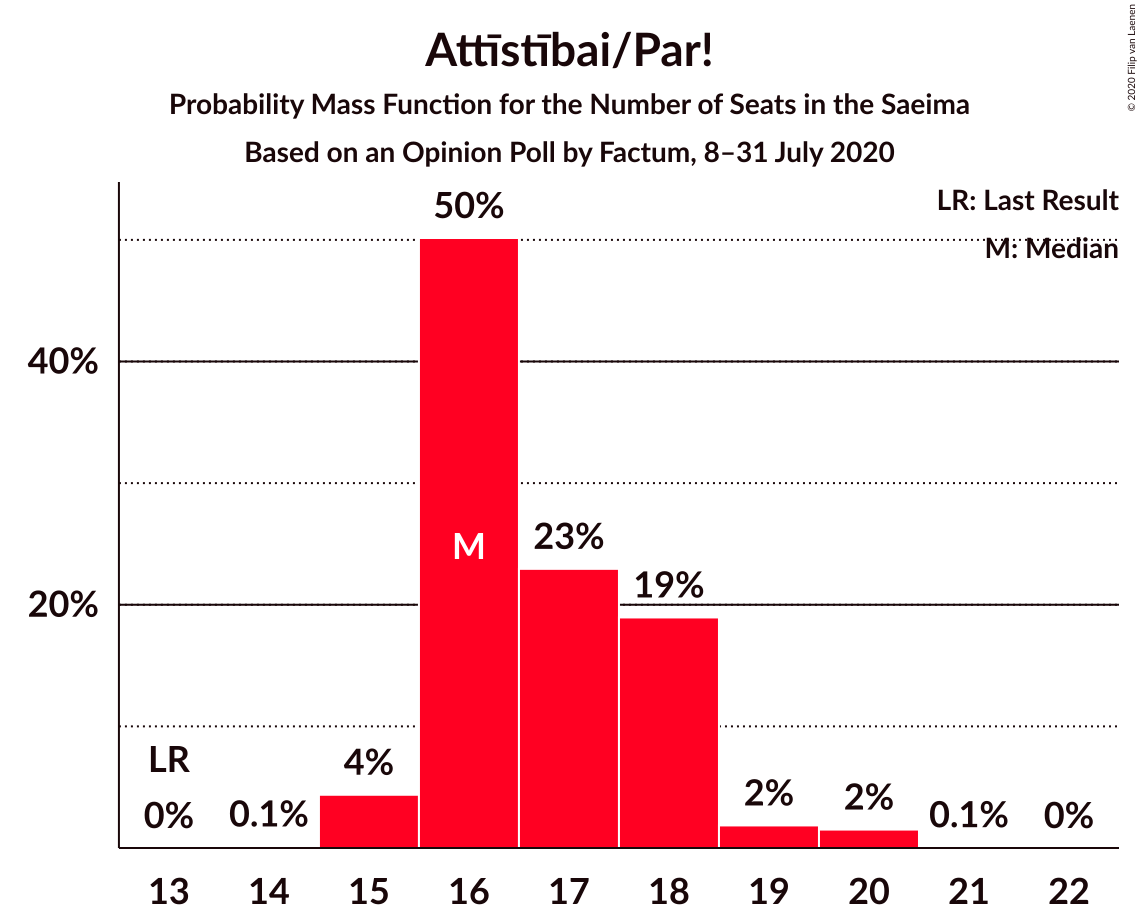 Attīstībai/Par!
Probability Mass Function for the Number of Seats in the Saeima
Based on an Opinion Poll by Factum, 8–31 July 2020
© 2020 Filip van Laenen
LR: Last Result
M: Median
40%
20%
LR
0%
0.1%
4%
50%
M
23%
19%
2%
2%
0.1%
0%
13 14 15 16 17 18 19 20 21 22